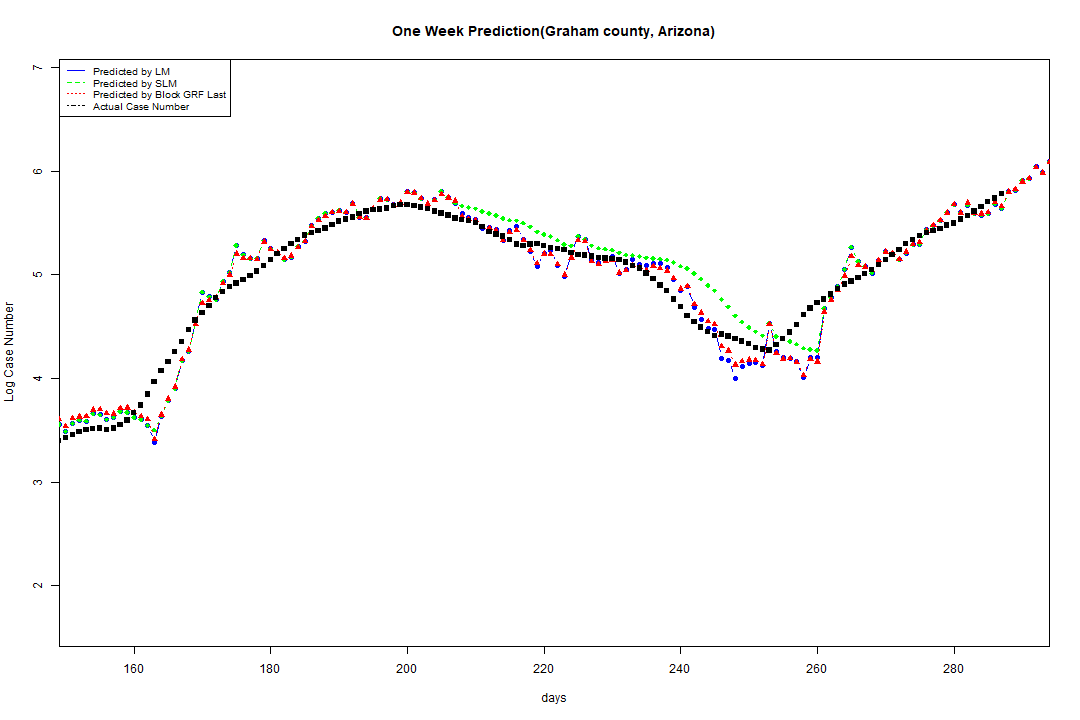 One Week Prediction(Graham county, Arizona)
Predicted by LM
Predicted by SLM
Predicted by Block GRF Last
Actual Case Number
7
6
5
4
3
2
Log Case Number
160 180 200 220 240 260 280
days